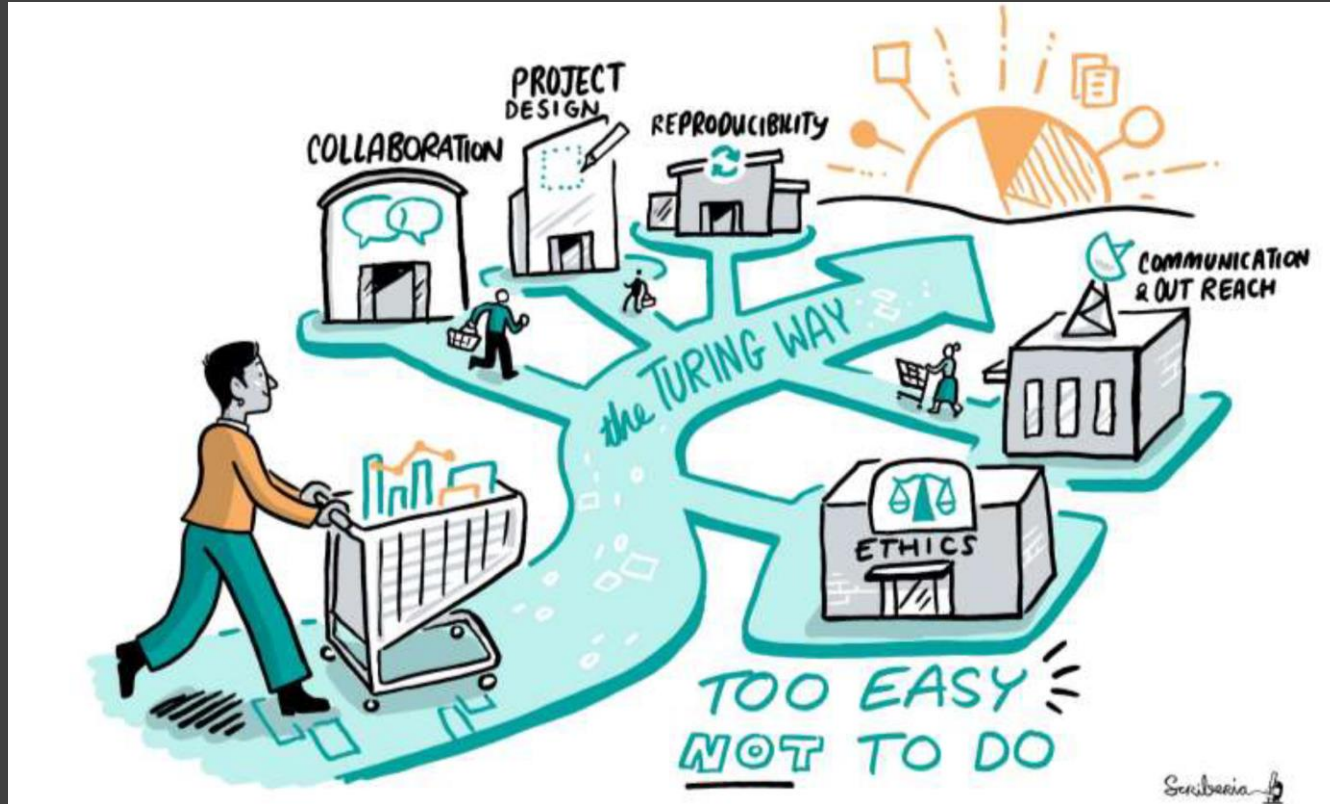 PROJECT
DESIGN
COLLABORATION
REPRODUCIBILITY
COMMUNICATION
& OUT REACH
the TURING WAY
ETHICS
TOO EASY
NOT TO DO
Scriberia